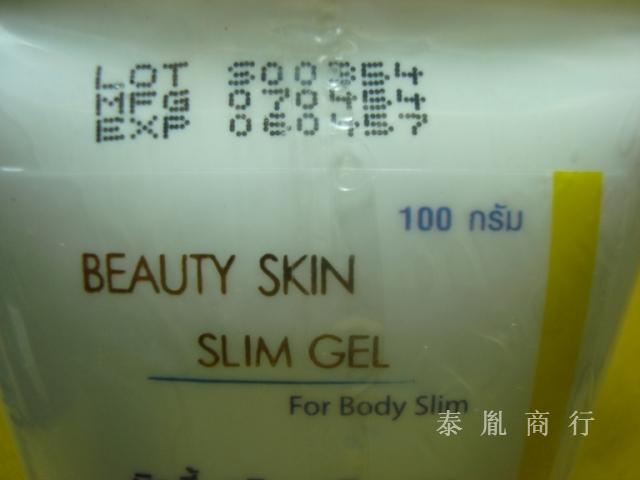 LOT S00354
MFG 070454
EXP 060457
100 กรัม
BEAUTY SKIN
SLIM GEL
For Body Slim
泰胤商行